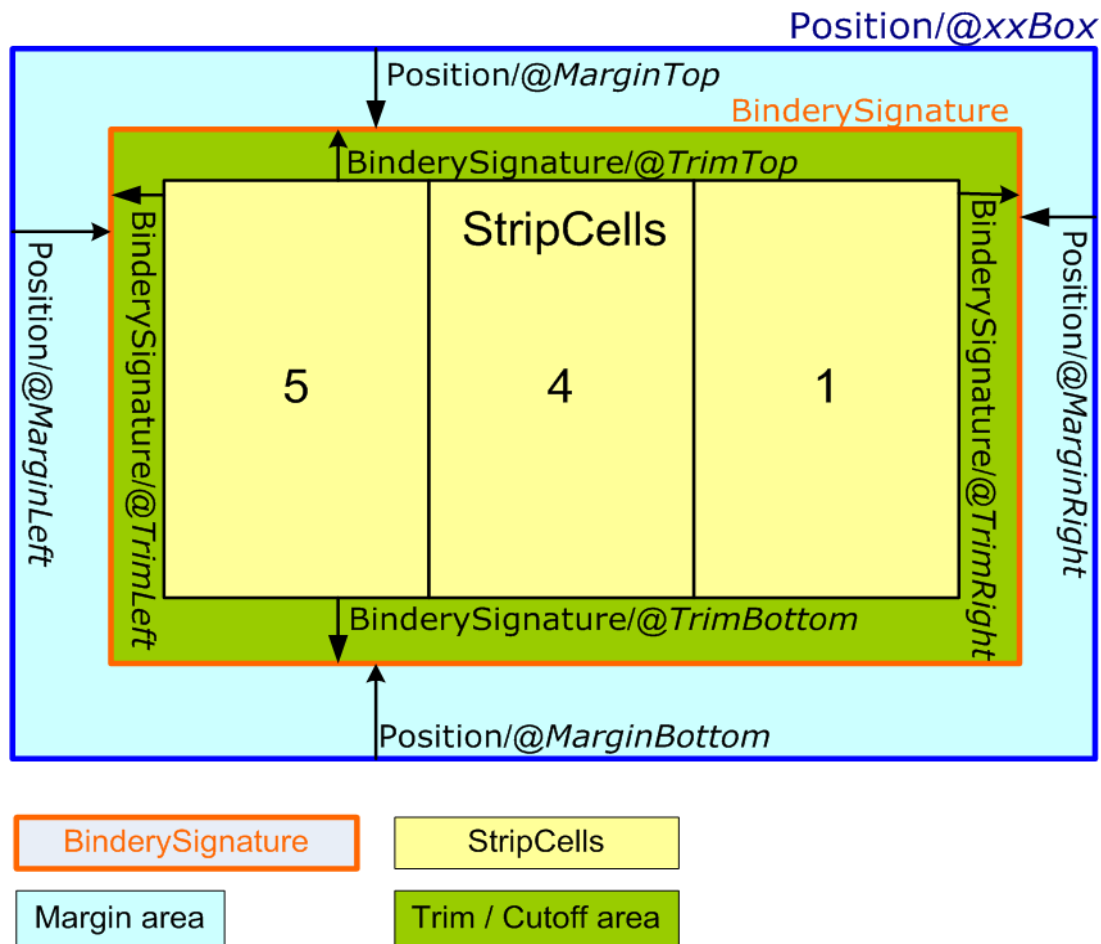 Position/@xxBox
Position/@MarginTop
BinderySignature
BinderySignature/@TrimTop
StripCells
Position/@MarginLeft
BinderySignature/@TrimLeft
5
4
1
BinderySignature/@TrimRight
Position/@MarginRight
BinderySignature/@TrimBottom
Position/@MarginBottom
BinderySignature
StripCells
Margin area
Trim / Cutoff area